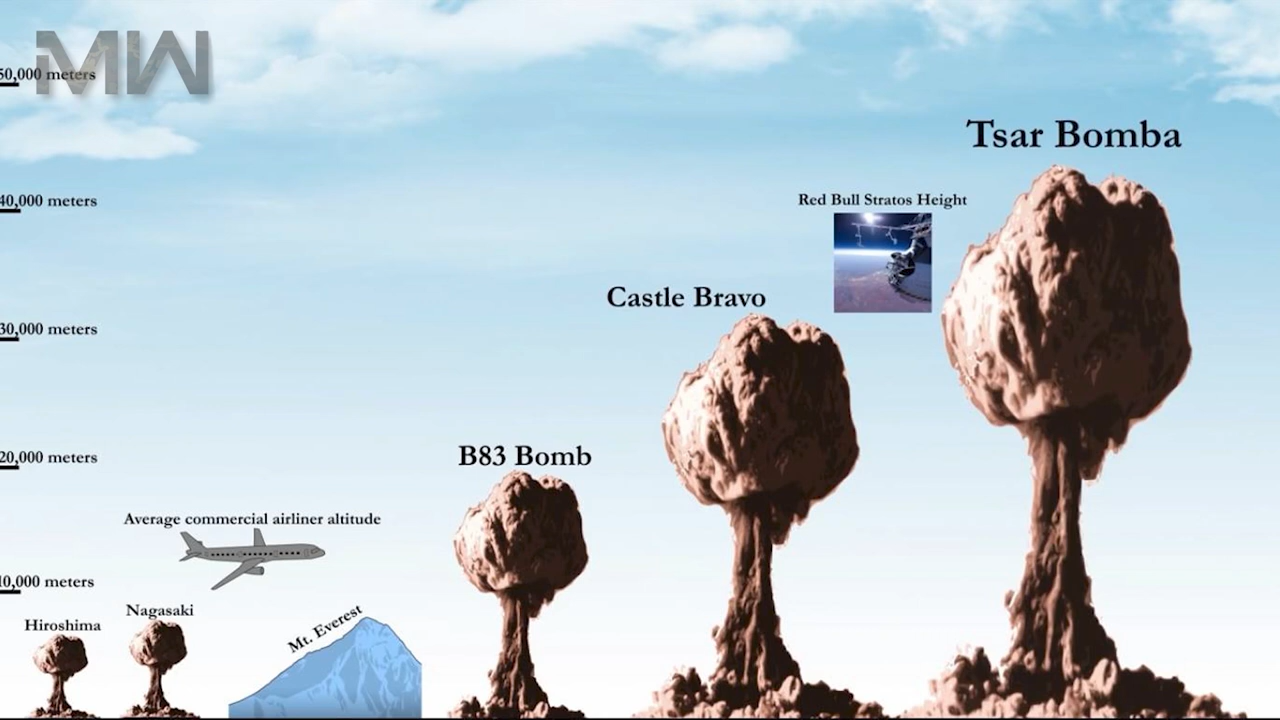 MW
50,000 meters
Tsar Bomba
40,000 meters
Red Bull Stratos Height
Castle Bravo
30,000 meters
20,000 meters
B83 Bomb
Average commercial airliner altitude
10,000 meters
Nagasaki
Hiroshima
Mt. Everest